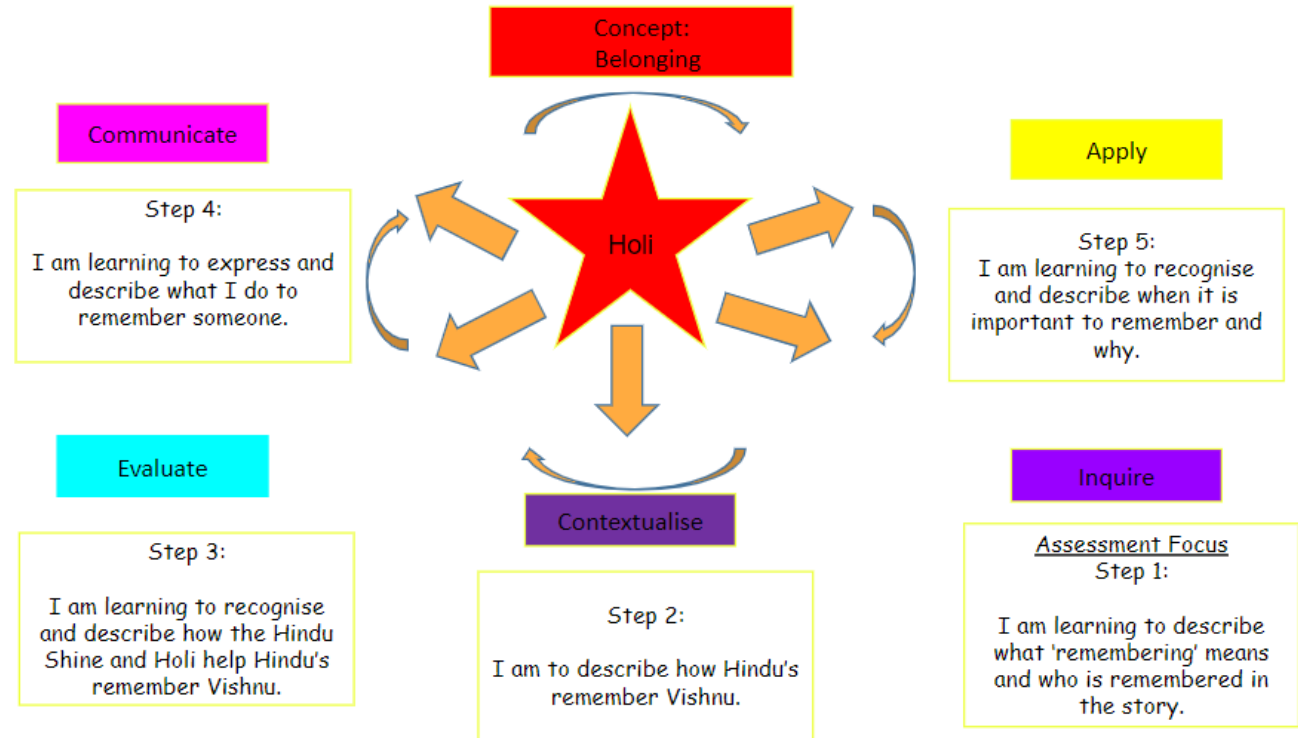 Concept:
Belonging
Communicate
Step 4:
I am learning to express and
describe what I do to
remember someone.
Holi
Apply
Step 5:
I am learning to recognise
and describe when it is
important to remember and
why.
Evaluate
Step 3:
I am learning to recognise
and describe how the Hindu
Shine and Holi help Hindu's
remember Vishnu.
Contextualise
Step 2:
I am to describe how Hindu's
remember Vishnu.
Inquire
Assessment Focus
Step 1:
I am learning to describe
what 'remembering' means
and who is remembered in
the story.